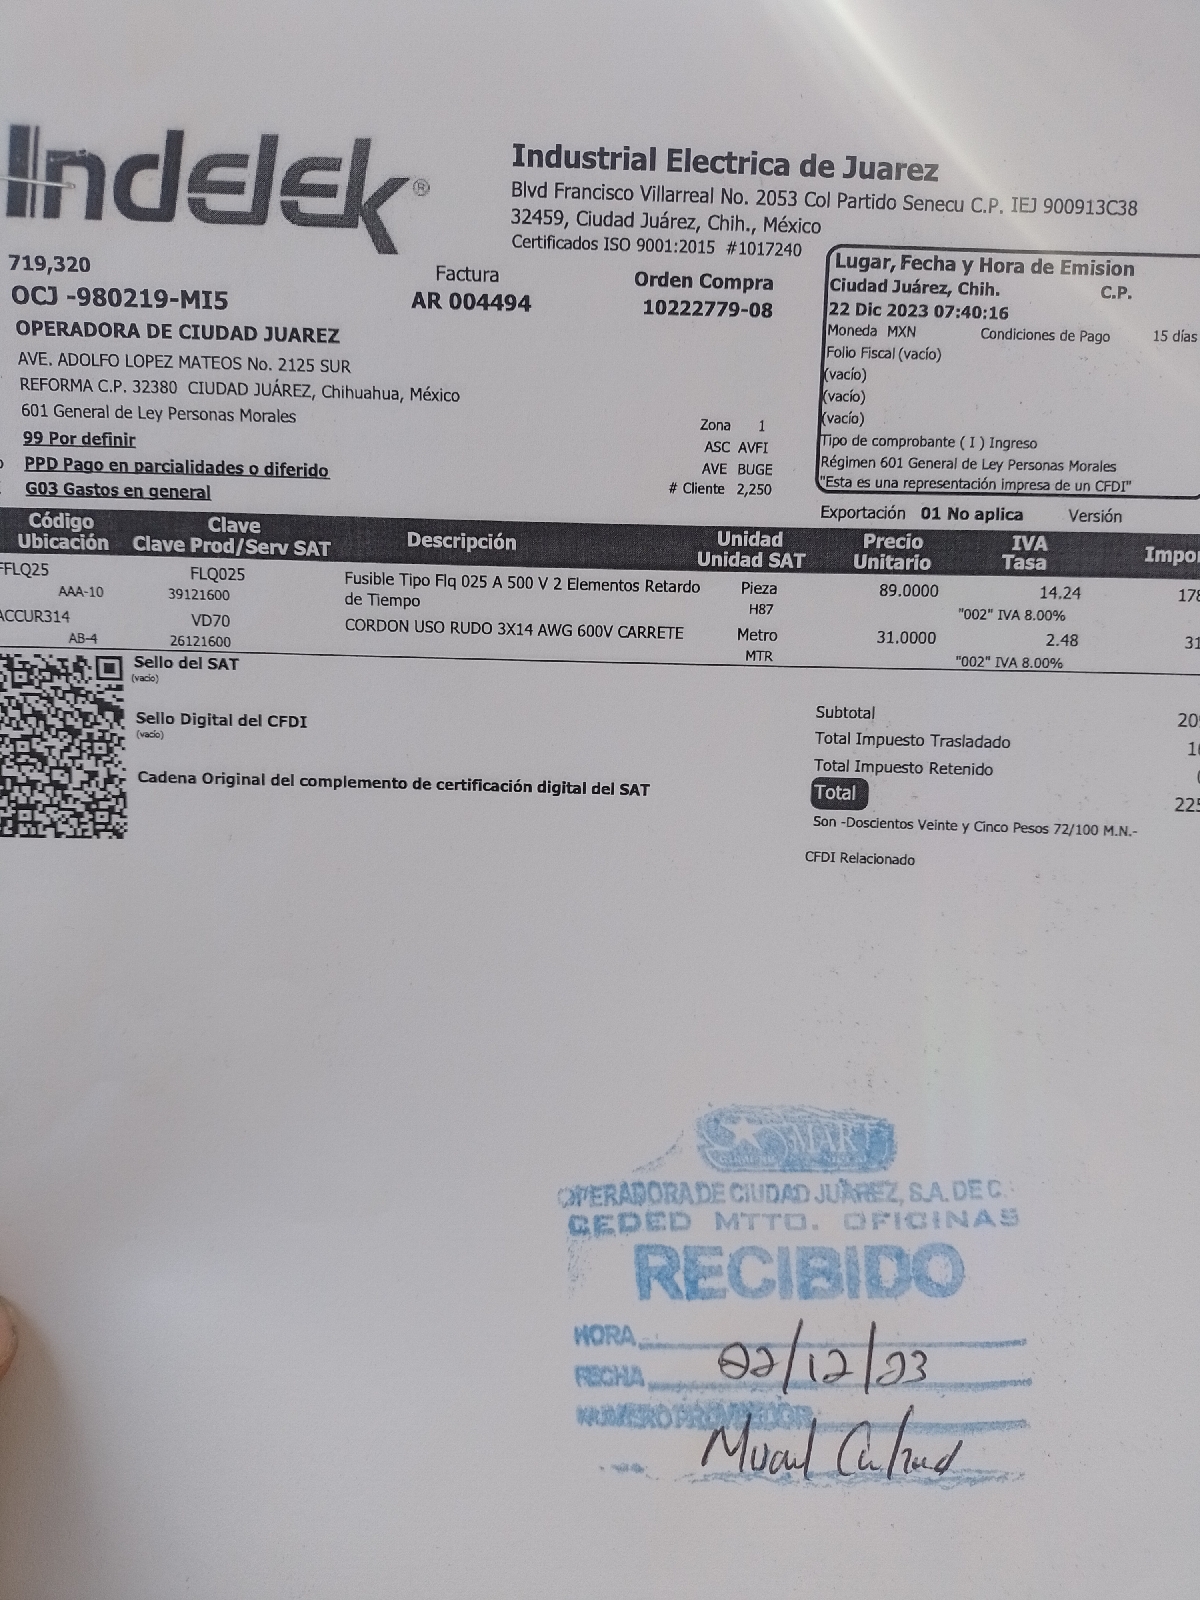 Indelek®
Industrial Electrica de Juarez
Blvd Francisco Villarreal No. 2053 Col Partido Senecu C.P. IEJ 900913C38
32459, Ciudad Juárez, Chih., México
Certificados ISO 9001:2015 #1017240
719,320
Factura
Orden Compra
OCJ -980219-MI5
AR 004494
10222779-08
OPERADORA DE CIUDAD JUAREZ
AVE. ADOLFO LOPEZ MATEOS No. 2125 SUR
REFORMA C.P. 32380 CIUDAD JUÁREZ, Chihuahua, México
601 General de Ley Personas Morales
99 Por definir
PPD Pago en parcialidades o diferido
G03 Gastos en general
Zona 1
ASC AVFI
AVE BUGE
# Cliente 2,250
Lugar, Fecha y Hora de Emision
Ciudad Juárez, Chih. C.P.
22 Dic 2023 07:40:16
Moneda MXN Condiciones de Pago 15 días
Folio Fiscal (vacío)
(vacío)
(vacío)
(vacío)
Tipo de comprobante ( I ) Ingreso
Régimen 601 General de Ley Personas Morales
"Esta es una representación impresa de un CFDI"
Exportación 01 No aplica Versión
Código Clave Descripción Unidad Precio IVA
Ubicación Clave Prod/Serv SAT Unidad SAT Unitario Tasa Impor
FFLQ25 FLQ025 Fusible Tipo Flq 025 A 500 V 2 Elementos Retardo Pieza 89.0000 14.24 178
AAA-10 39121600 de Tiempo H87 "002" IVA 8.00%
ACCUR314 VD70 CORDON USO RUDO 3X14 AWG 600V CARRETE Metro 31.0000 2.48 31
AB-4 26121600 MTR "002" IVA 8.00%
Sello del SAT
(vacío)
Sello Digital del CFDI
(vacío)
Cadena Original del complemento de certificación digital del SAT
Subtotal 20
Total Impuesto Trasladado 1
Total Impuesto Retenido
Total 225
Son -Doscientos Veinte y Cinco Pesos 72/100 M.N.-
CFDI Relacionado
MART
OPERADORA DE CIUDAD JUÁREZ, S.A. DE C.
CEDED MTTO. OFICINAS
RECIBIDO
HORA
FECHA 22/12/23
NUMERO PROVEEDOR